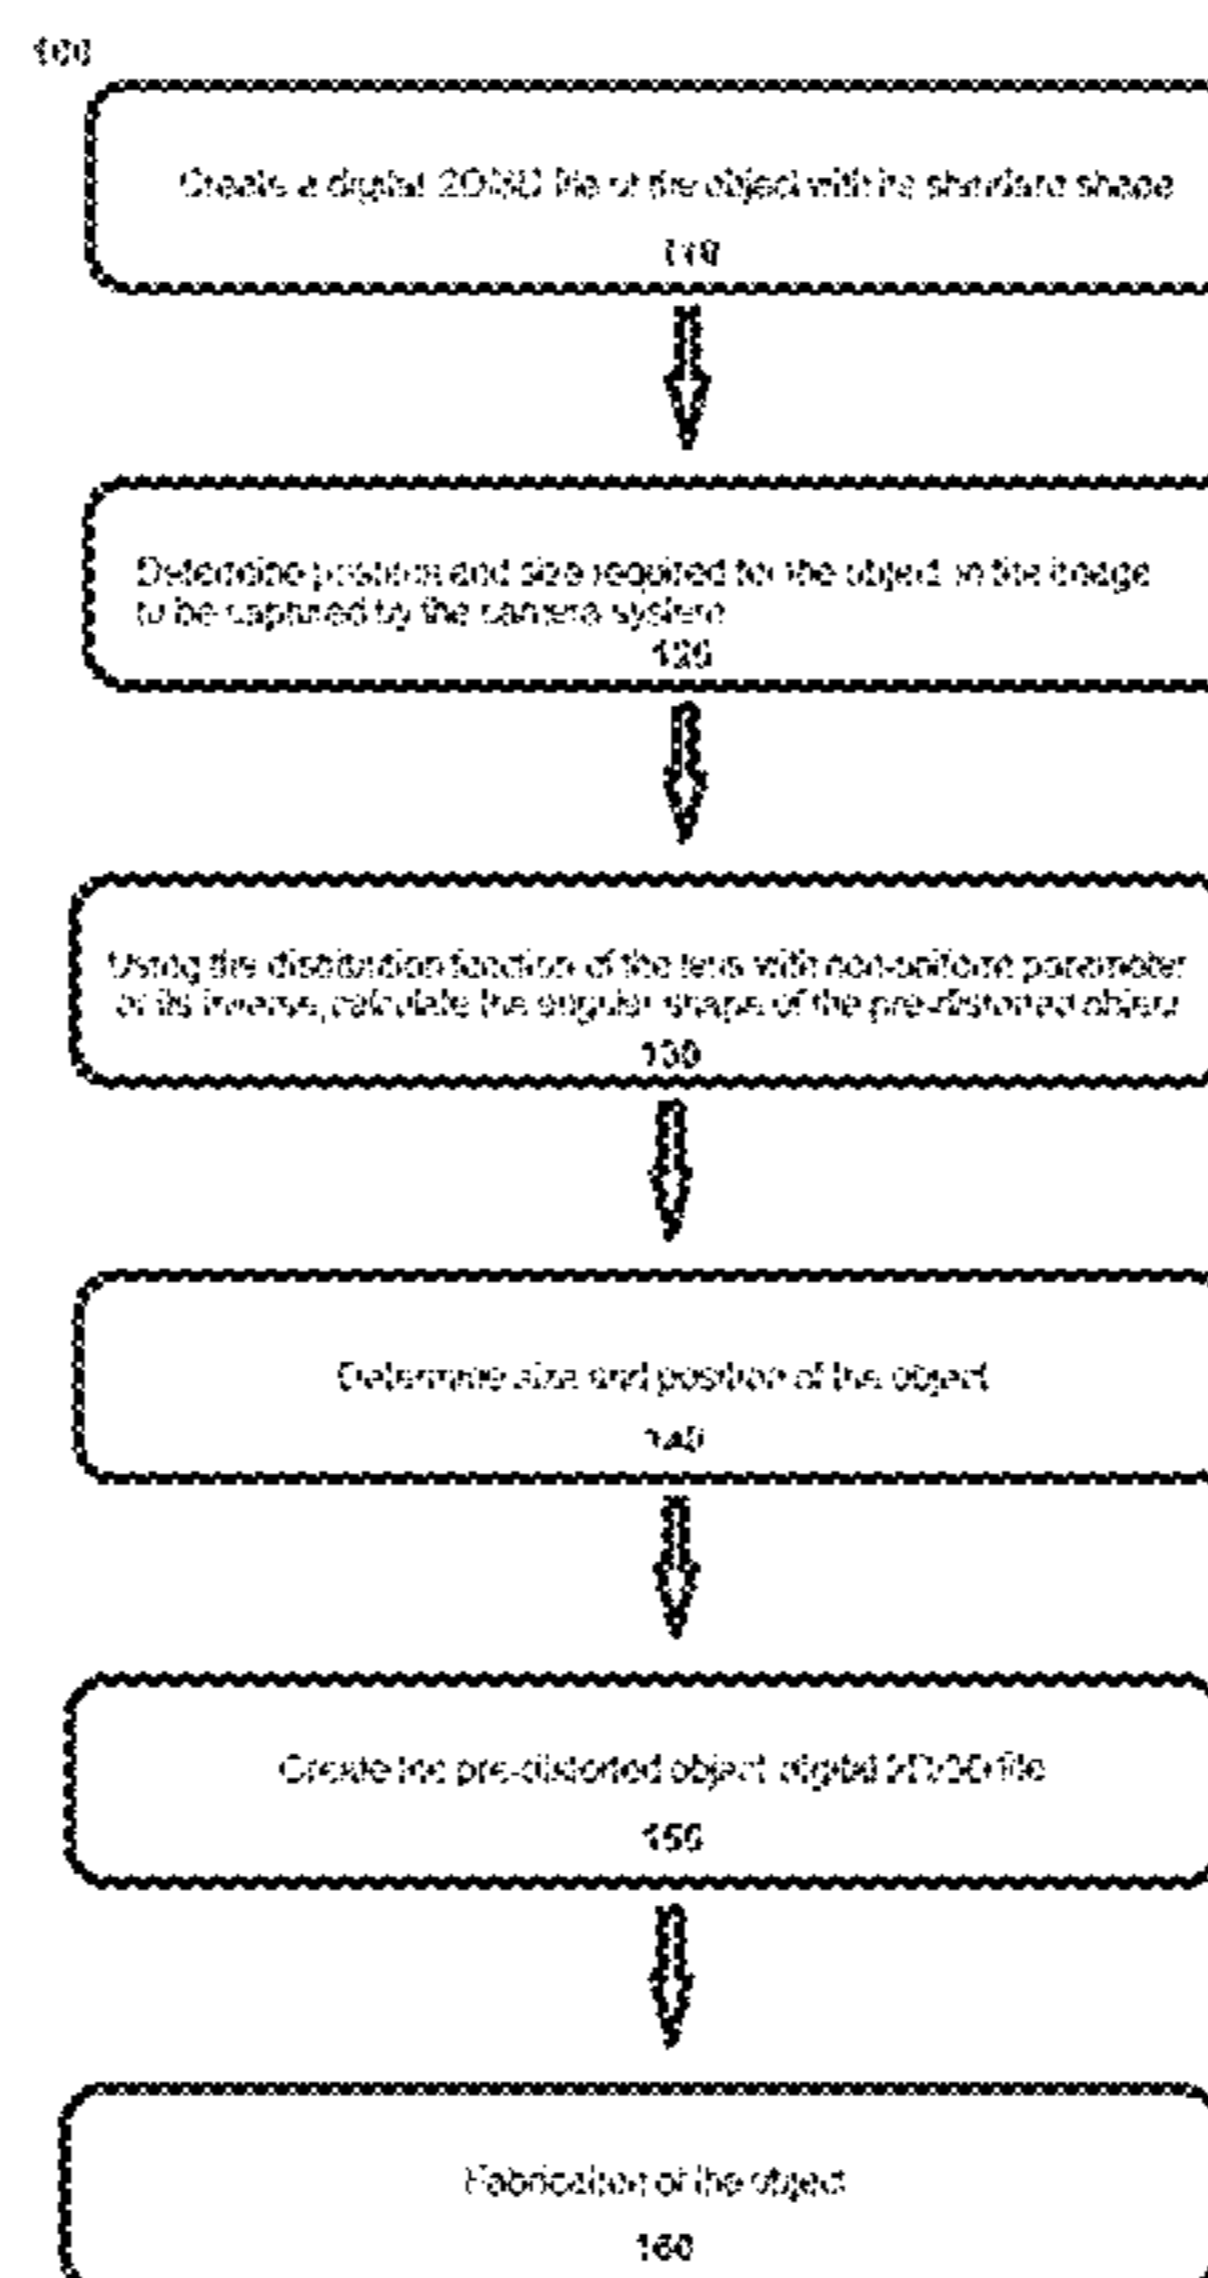 100
Create a digital 2D/3D file of the object with its standard shape
110
Determine position and size required for the object in the image
to be captured by the camera system
120
Using the distribution function of the lens with non-uniform parameter
or its inverse, calculate the angular shape of the pre-distorted object
130
Determine size and position of the object
140
Create the pre-distorted object digital 2D/3D file
150
Fabrication of the object
160